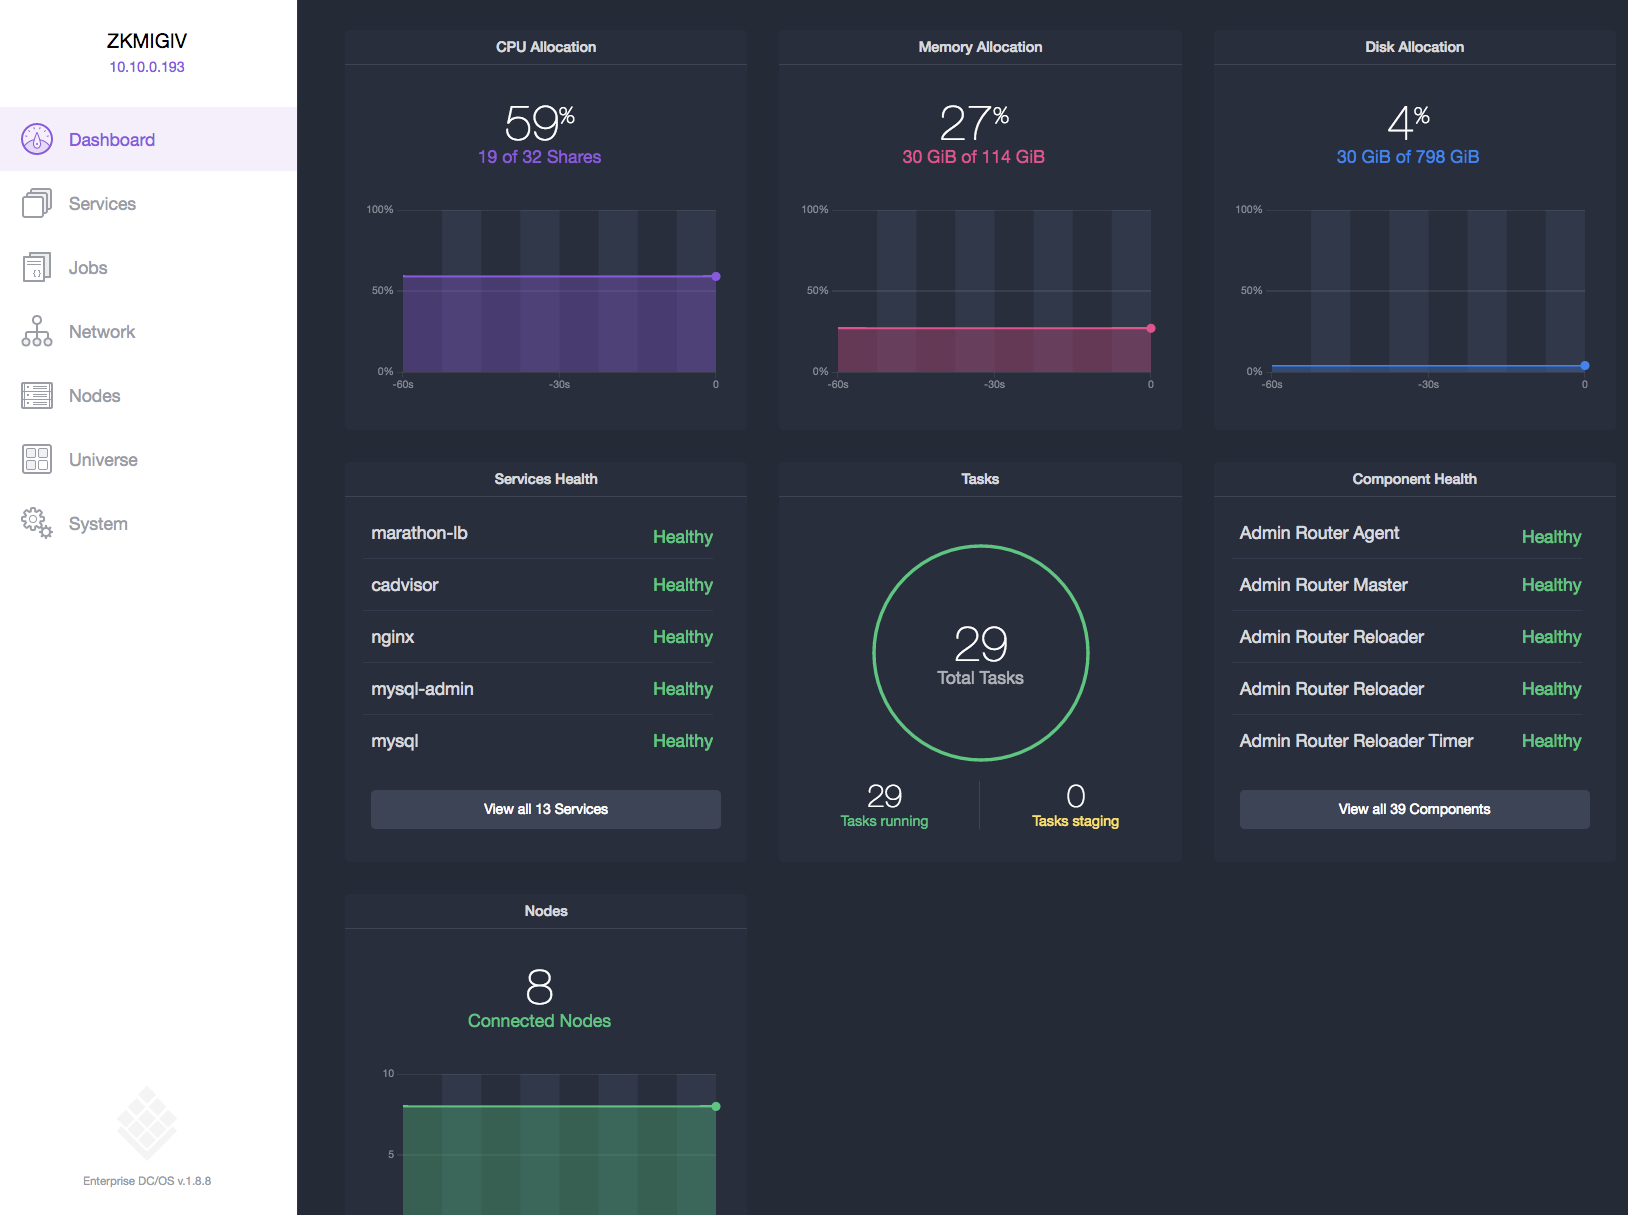 ZKMIGIV
10.10.0.193
Dashboard
Services
Jobs
Network
Nodes
Universe
System
Enterprise DC/OS v.1.8.8
CPU Allocation
59%
19 of 32 Shares
100%
50%
0%
-60s -30s 0
Memory Allocation
27%
30 GiB of 114 GiB
100%
50%
0%
-60s -30s 0
Disk Allocation
4%
30 GiB of 798 GiB
100%
50%
0%
-60s -30s 0
Services Health
marathon-lb Healthy
cadvisor Healthy
nginx Healthy
mysql-admin Healthy
mysql Healthy
View all 13 Services
Tasks
29
Total Tasks
29
Tasks running
0
Tasks staging
Component Health
Admin Router Agent Healthy
Admin Router Master Healthy
Admin Router Reloader Healthy
Admin Router Reloader Healthy
Admin Router Reloader Timer Healthy
View all 39 Components
Nodes
8
Connected Nodes
10
5